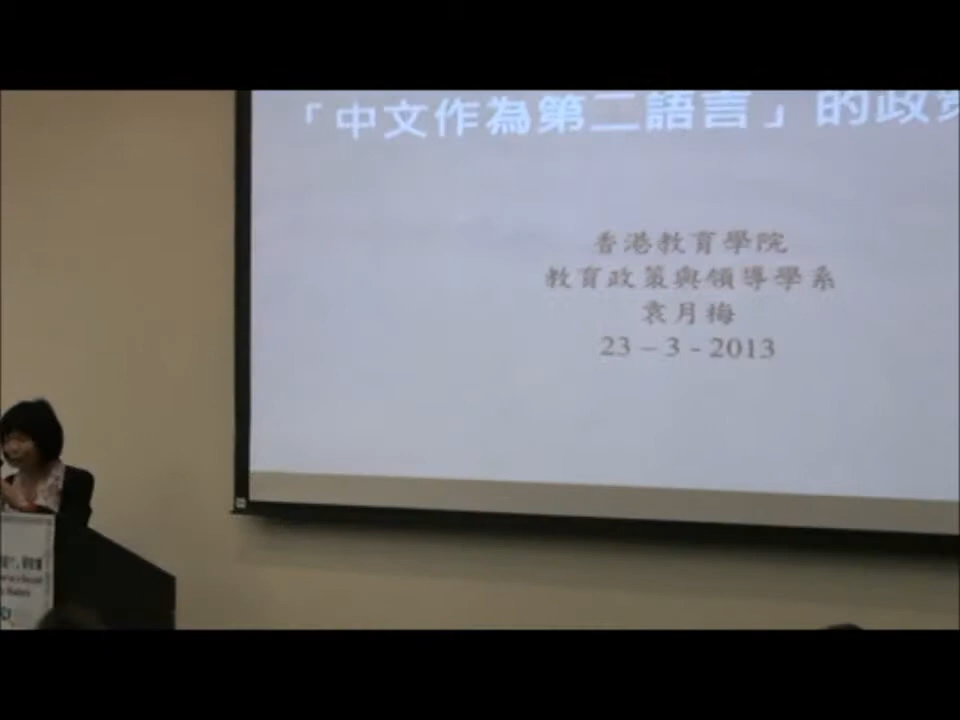 「中文作為第二語言」的政策
香港教育學院
教育政策與領導學系
袁月梅
23 – 3 - 2013